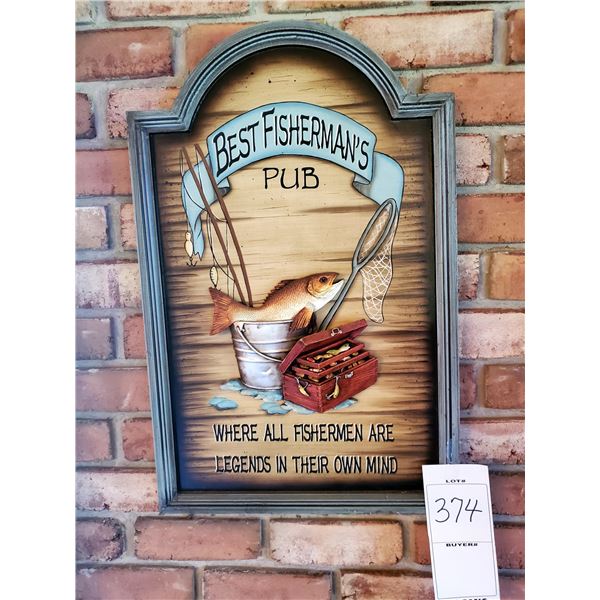 BEST FISHERMAN'S
PUB
WHERE ALL FISHERMEN ARE
LEGENDS IN THEIR OWN MIND
LOT#
374
BUYER#